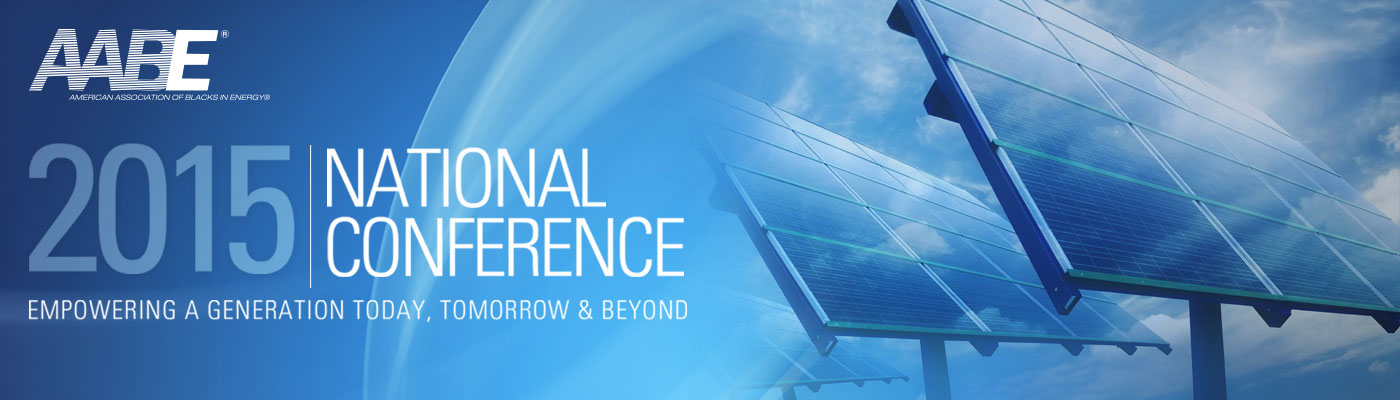 AABE®
AMERICAN ASSOCIATION OF BLACKS IN ENERGY®
2015
NATIONAL
CONFERENCE
EMPOWERING A GENERATION TODAY, TOMORROW & BEYOND